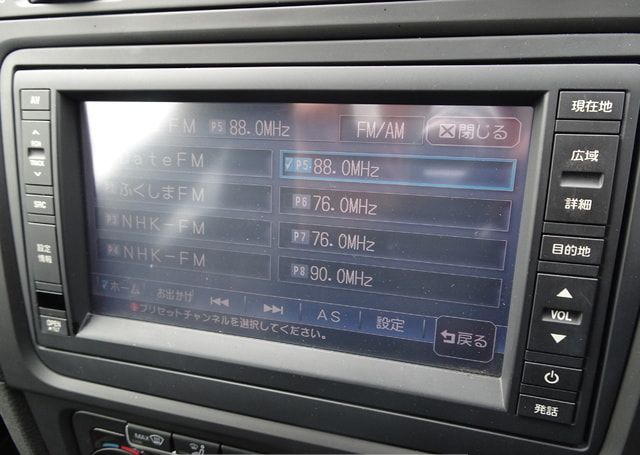 AV
SRC
設定
情報
OPEN
FM P5 88.0MHz FM/AM 閉じる
DateFM
✓P5 88.0MHz
ふくしまFM
P6 76.0MHz
P3 NHK-FM
P7 76.0MHz
P4 NHK-FM
P8 90.0MHz
✓ホーム お出かけ AS 設定
プリセットチャンネルを選択してください。
戻る
現在地
広域
詳細
目的地
VOL
発話
MAX